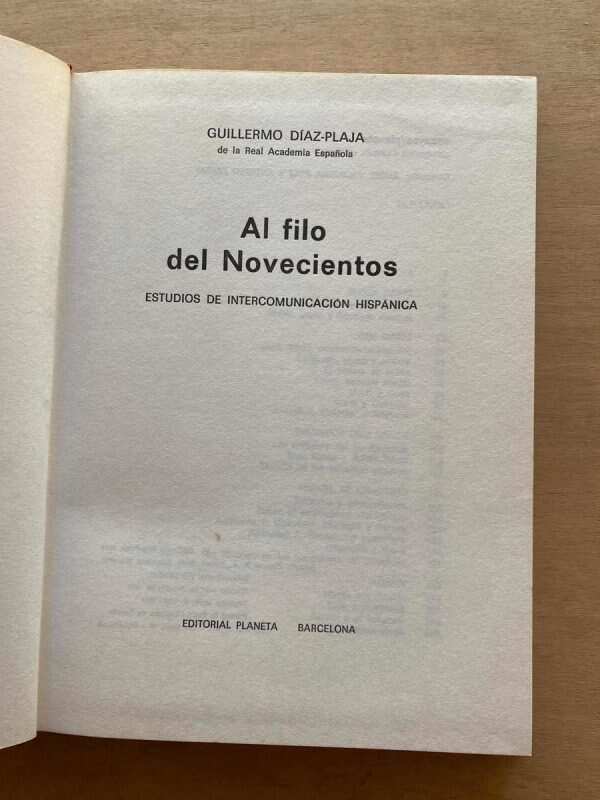 GUILLERMO DÍAZ-PLAJA
de la Real Academia Española
Al filo
del Novecientos
ESTUDIOS DE INTERCOMUNICACIÓN HISPÁNICA
EDITORIAL PLANETA BARCELONA